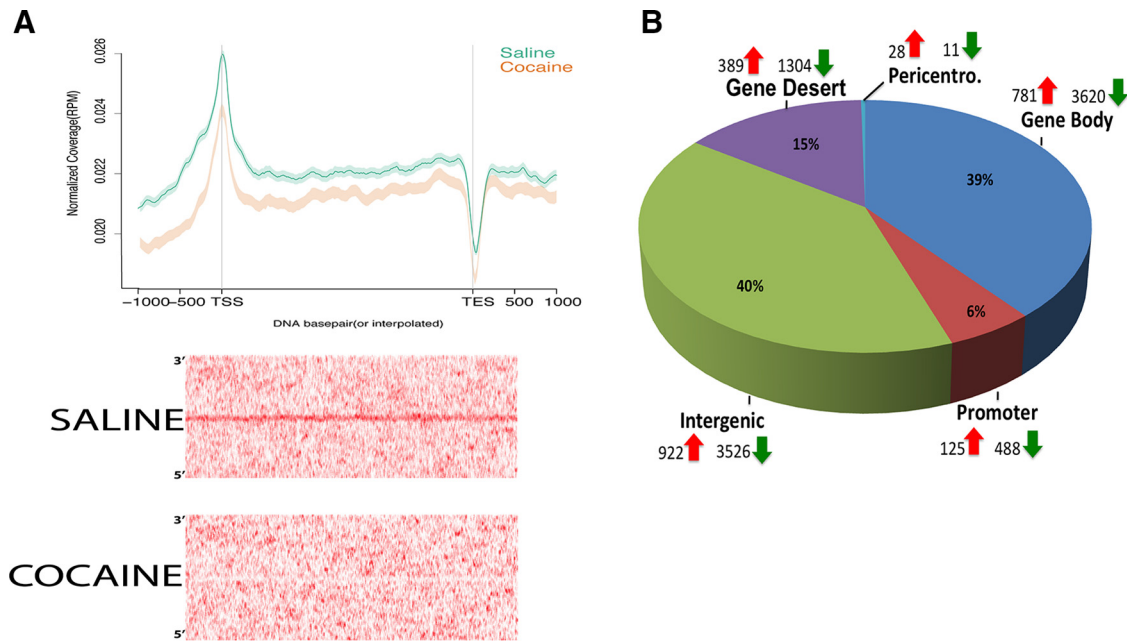 A
Saline
Cocaine
Normalized Coverage(RPM)
0.026
0.024
0.022
0.020
−1000 −500 TSS TES 500 1000
DNA basepair(or interpolated)
SALINE
3′
5′
COCAINE
3′
5′
B
28 11
Pericentro.
389 1304
Gene Desert
781 3620
Gene Body
15%
39%
40%
6%
Intergenic
922 3526
Promoter
125 488